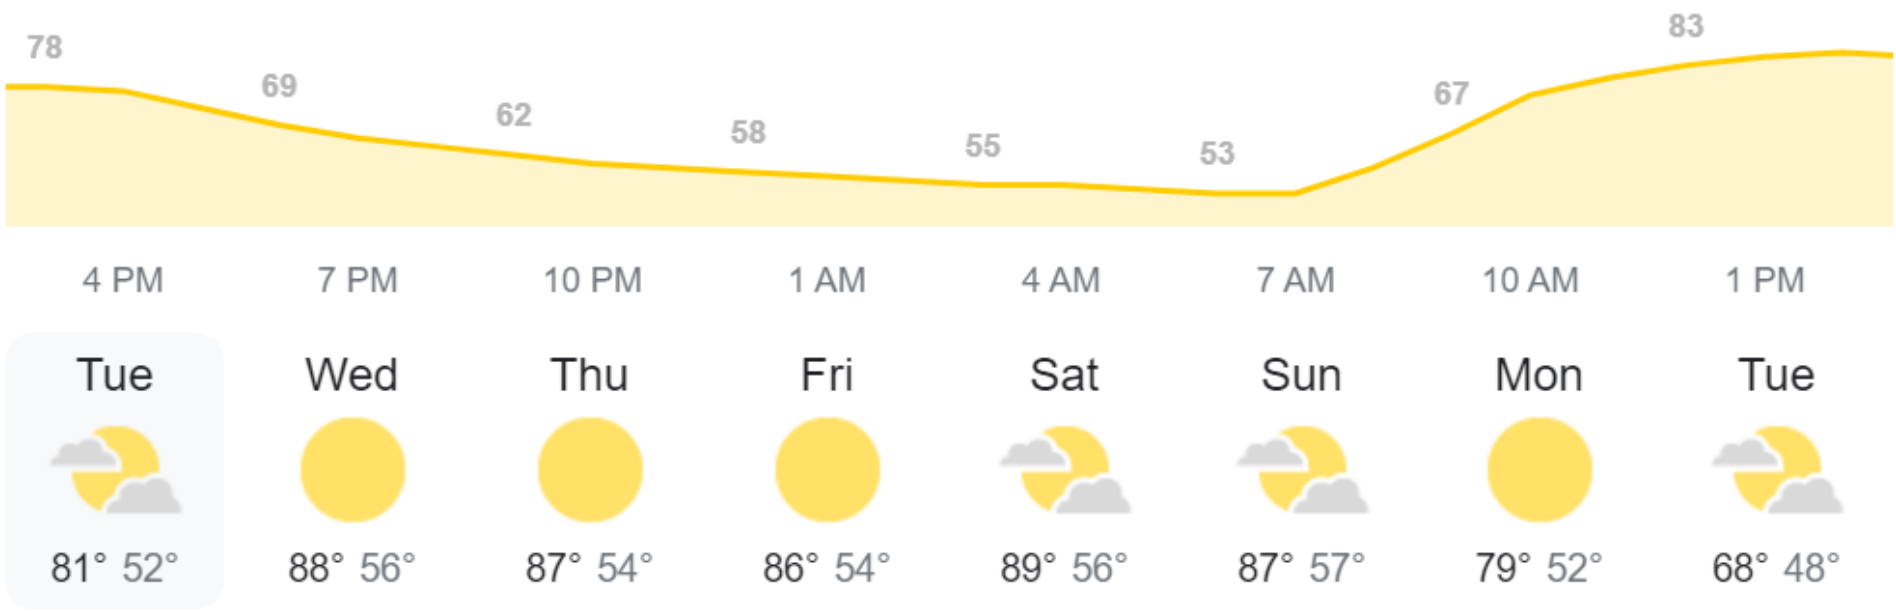 78 69 62 58 55 53 67 83
4 PM 7 PM 10 PM 1 AM 4 AM 7 AM 10 AM 1 PM
Tue Wed Thu Fri Sat Sun Mon Tue
81° 52° 88° 56° 87° 54° 86° 54° 89° 56° 87° 57° 79° 52° 68° 48°